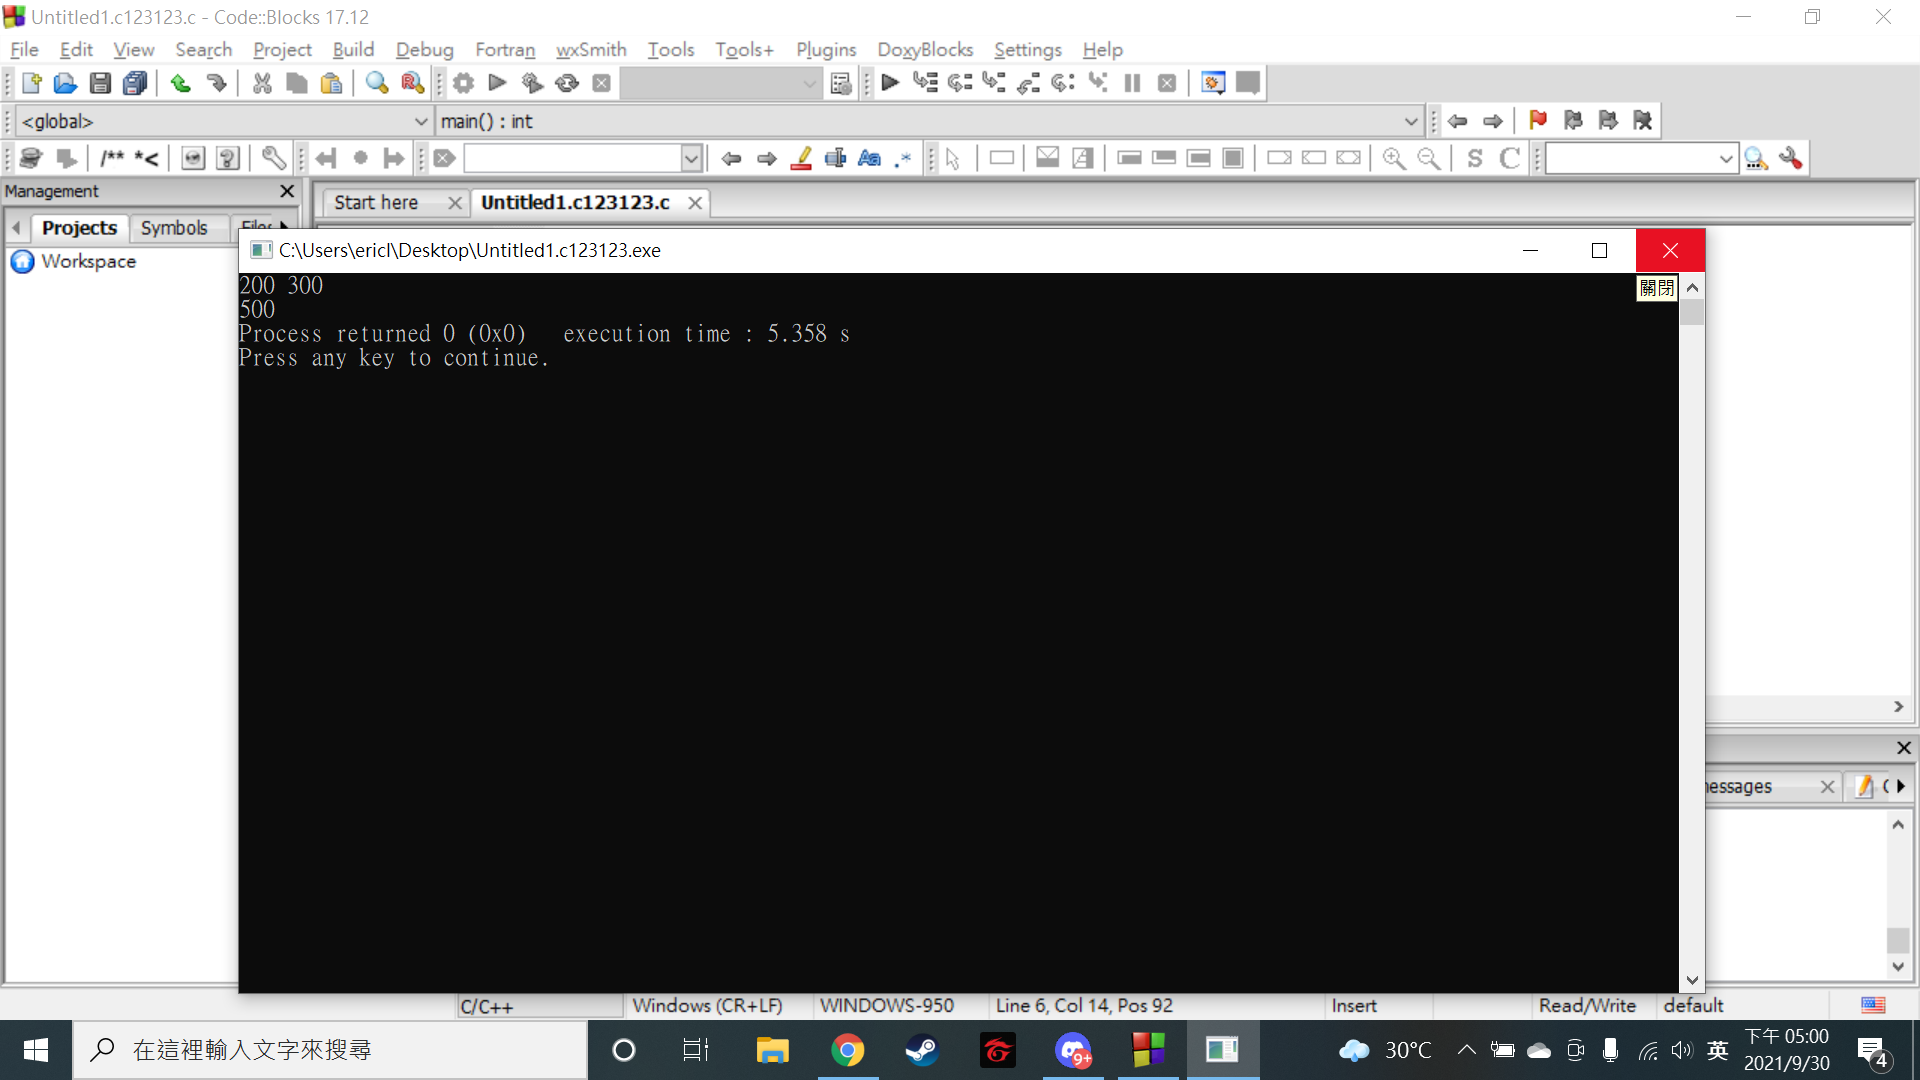 Untitled1.c123123.c - Code::Blocks 17.12
File Edit View Search Project Build Debug Fortran wxSmith Tools Tools+ Plugins DoxyBlocks Settings Help
<global> main() : int
/** *<
Aa .*
S C
Management
Start here Untitled1.c123123.c
Projects Symbols Files
Workspace
C:\Users\ericl\Desktop\Untitled1.c123123.exe
關閉
200 300
500
Process returned 0 (0x0)   execution time : 5.358 s
Press any key to continue.
essages
C/C++ Windows (CR+LF) WINDOWS-950 Line 6, Col 14, Pos 92 Insert Read/Write default
在這裡輸入文字來搜尋
9+
30°C
英
下午 05:00
2021/9/30
4